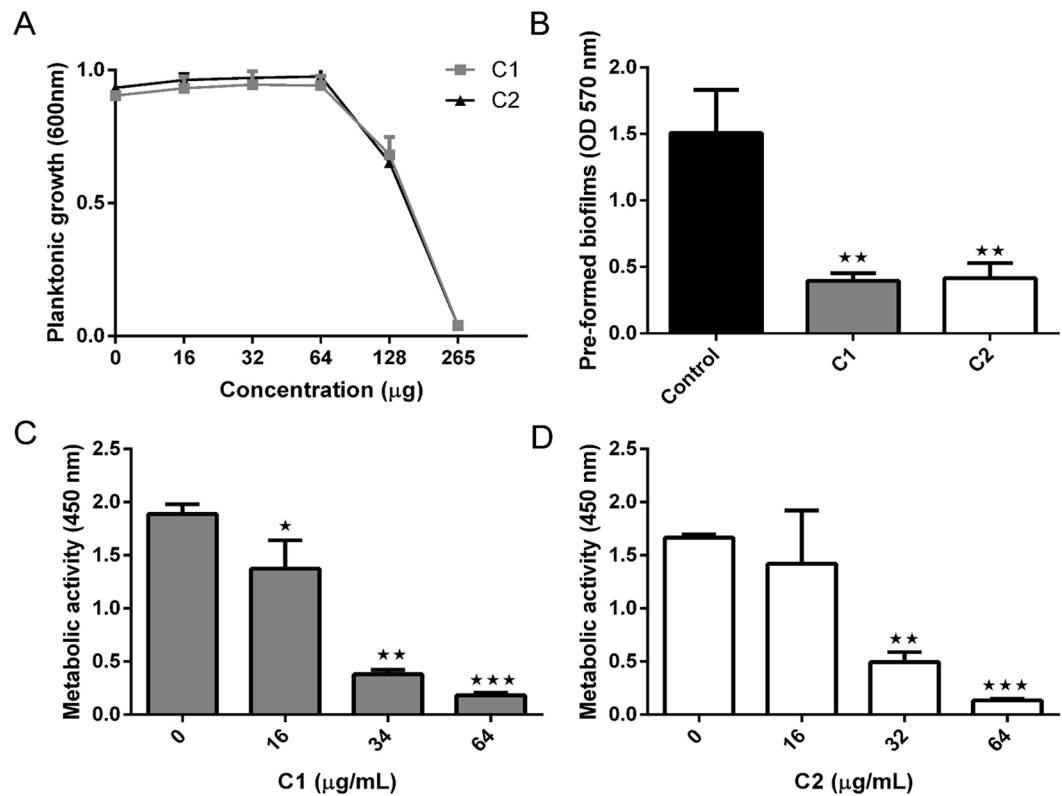 A
Planktonic growth (600nm)
1.0
0.5
0.0
0 16 32 64 128 265
Concentration (μg)
C1
C2
B
Pre-formed biofilms (OD 570 nm)
2.0
1.5
1.0
0.5
0.0
★★ ★★
Control C1 C2
C
Metabolic activity (450 nm)
2.5
2.0
1.5
1.0
0.5
0.0
★
★★
★★★
0 16 34 64
C1 (μg/mL)
D
Metabolic activity (450 nm)
2.5
2.0
1.5
1.0
0.5
0.0
★★
★★★
0 16 32 64
C2 (μg/mL)